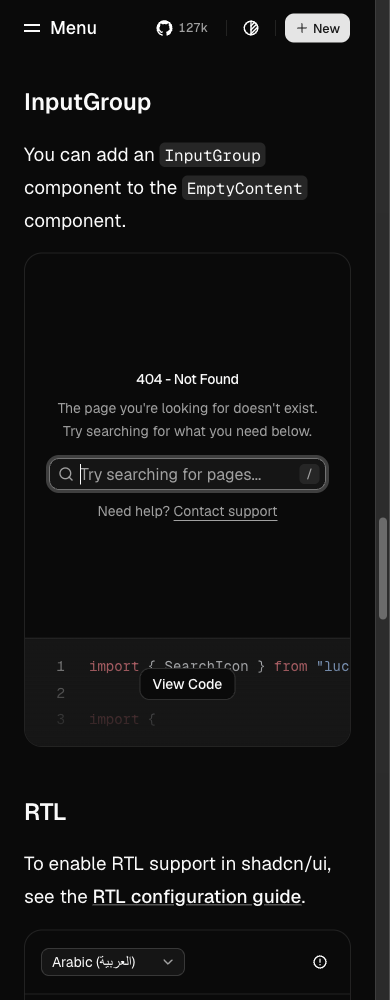 Menu
127k
New
InputGroup
You can add an InputGroup
component to the EmptyContent
component.
404 - Not Found
The page you're looking for doesn't exist.
Try searching for what you need below.
Try searching for pages...
/
Need help? Contact support
1 import { SearchIcon } from "luc
View Code
2
3 import {
RTL
To enable RTL support in shadcn/ui,
see the RTL configuration guide.
Arabic (العربية)